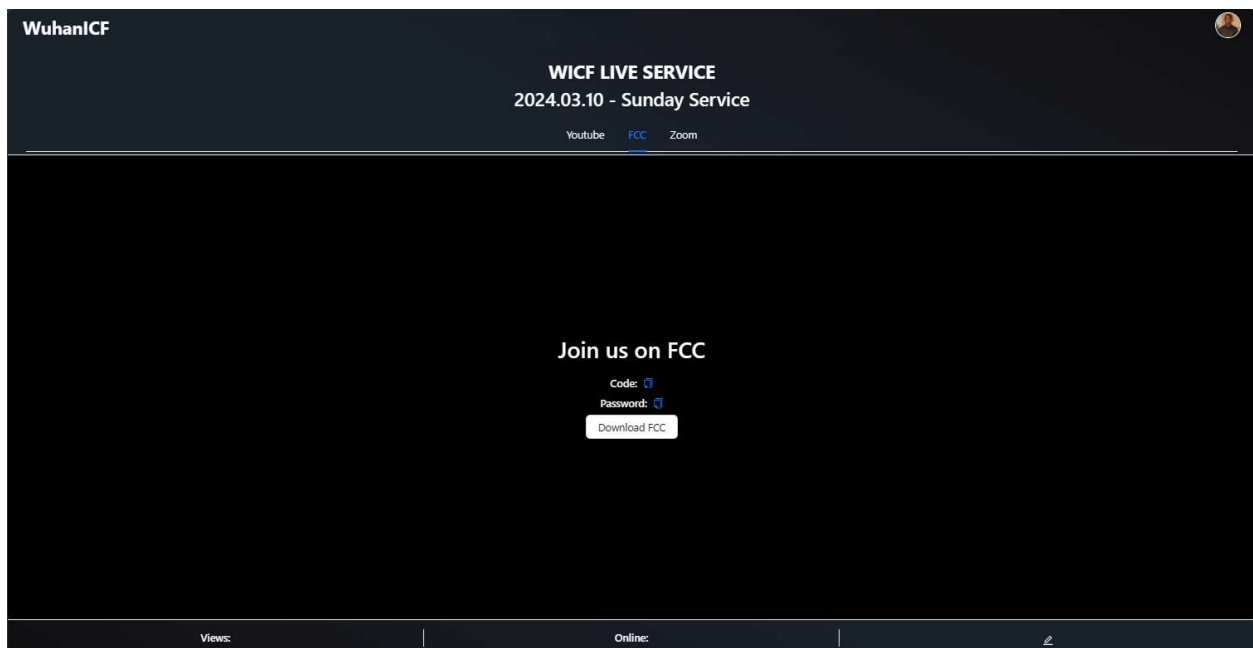 WuhanICF
WICF LIVE SERVICE
2024.03.10 - Sunday Service
Youtube FCC Zoom
Join us on FCC
Code:
Password:
Download FCC
Views: Online: